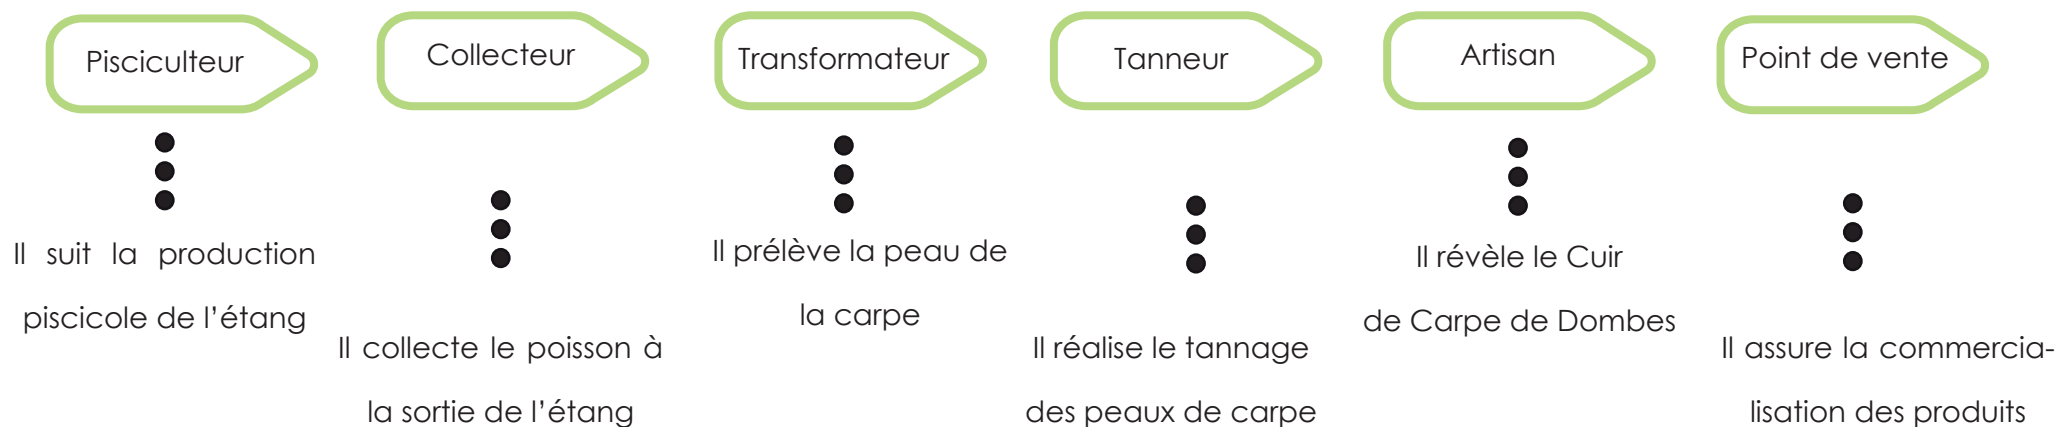 Pisciculteur
Collecteur
Transformateur
Tanneur
Artisan
Point de vente
Il suit la production
piscicole de l'étang
Il collecte le poisson à
la sortie de l'étang
Il prélève la peau de
la carpe
Il réalise le tannage
des peaux de carpe
Il révèle le Cuir
de Carpe de Dombes
Il assure la commercia-
lisation des produits